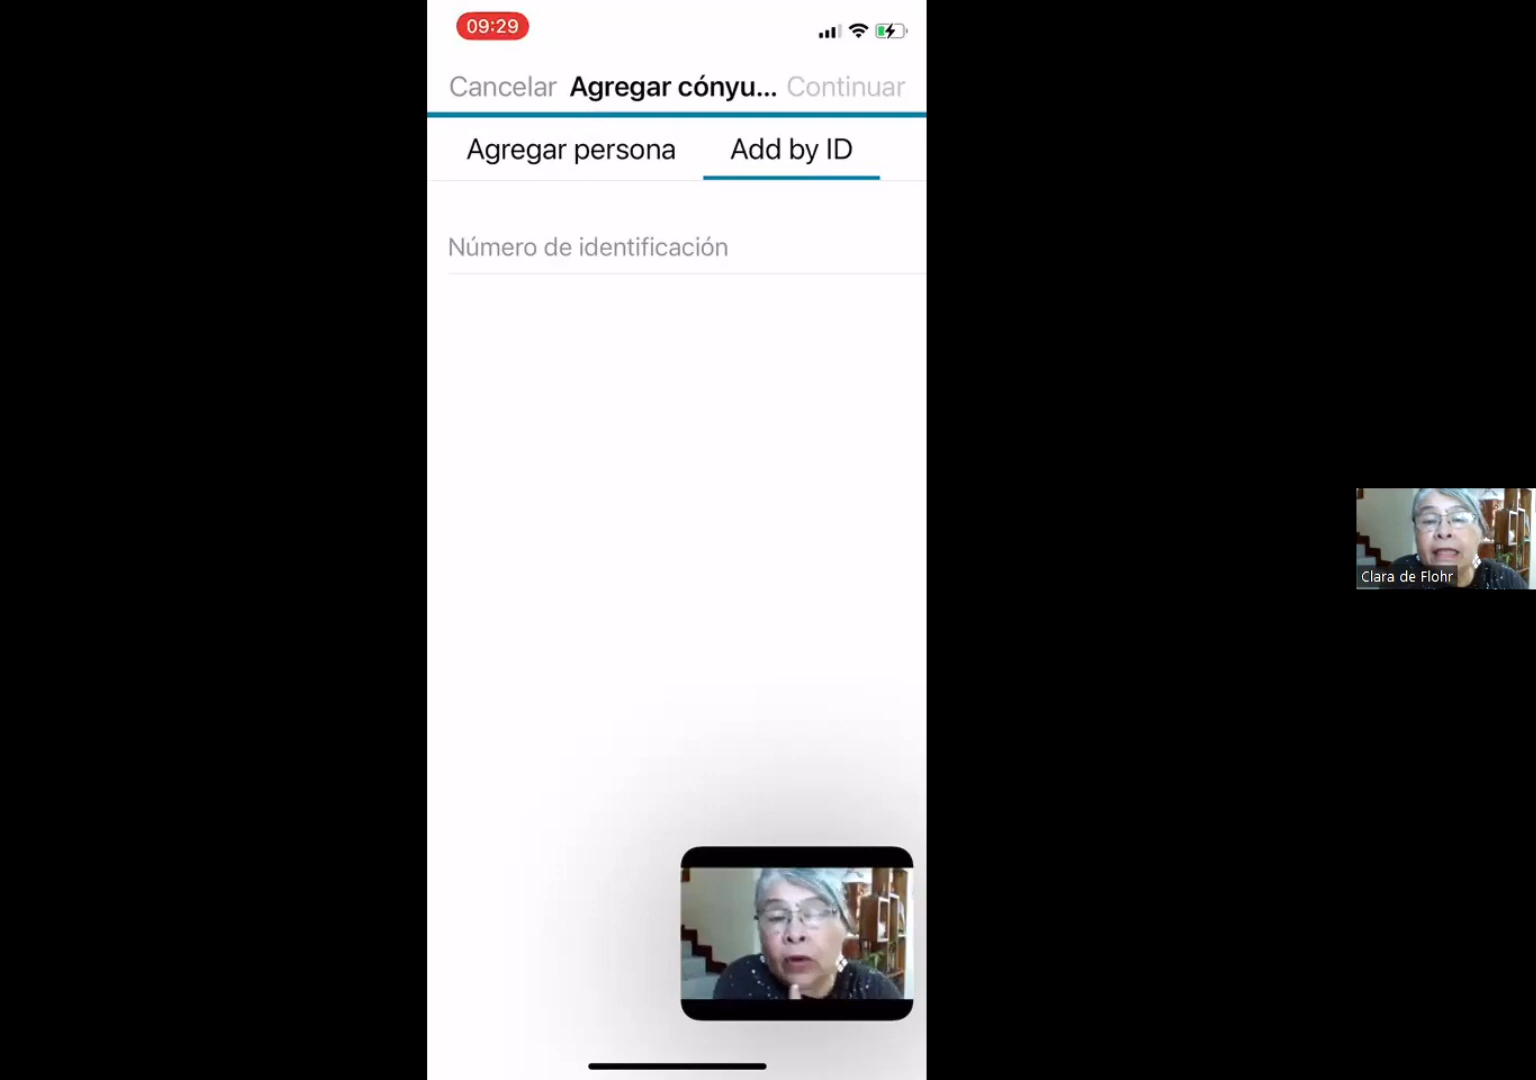 09:29
Cancelar Agregar cónyu... Continuar
Agregar persona Add by ID
Número de identificación
Clara de Flohr